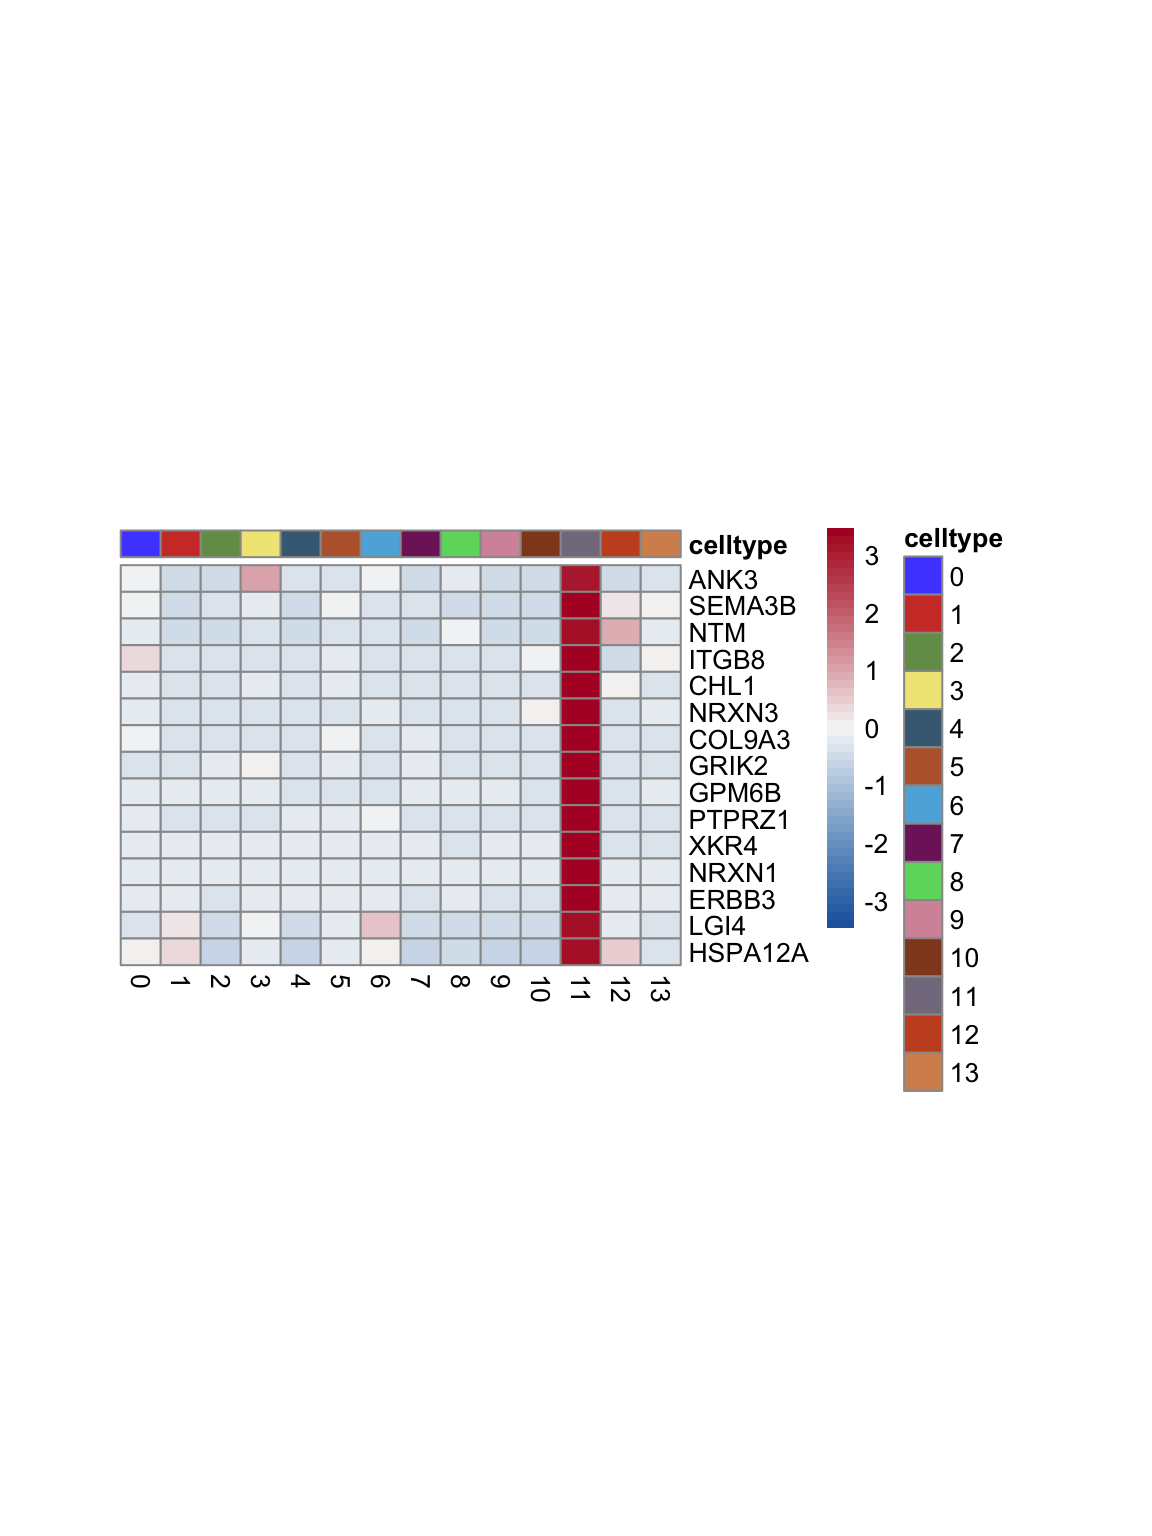 celltype
ANK3
SEMA3B
NTM
ITGB8
CHL1
NRXN3
COL9A3
GRIK2
GPM6B
PTPRZ1
XKR4
NRXN1
ERBB3
LGI4
HSPA12A
0 1 2 3 4 5 6 7 8 9 10 11 12 13
3
2
1
0
-1
-2
-3
celltype
0
1
2
3
4
5
6
7
8
9
10
11
12
13